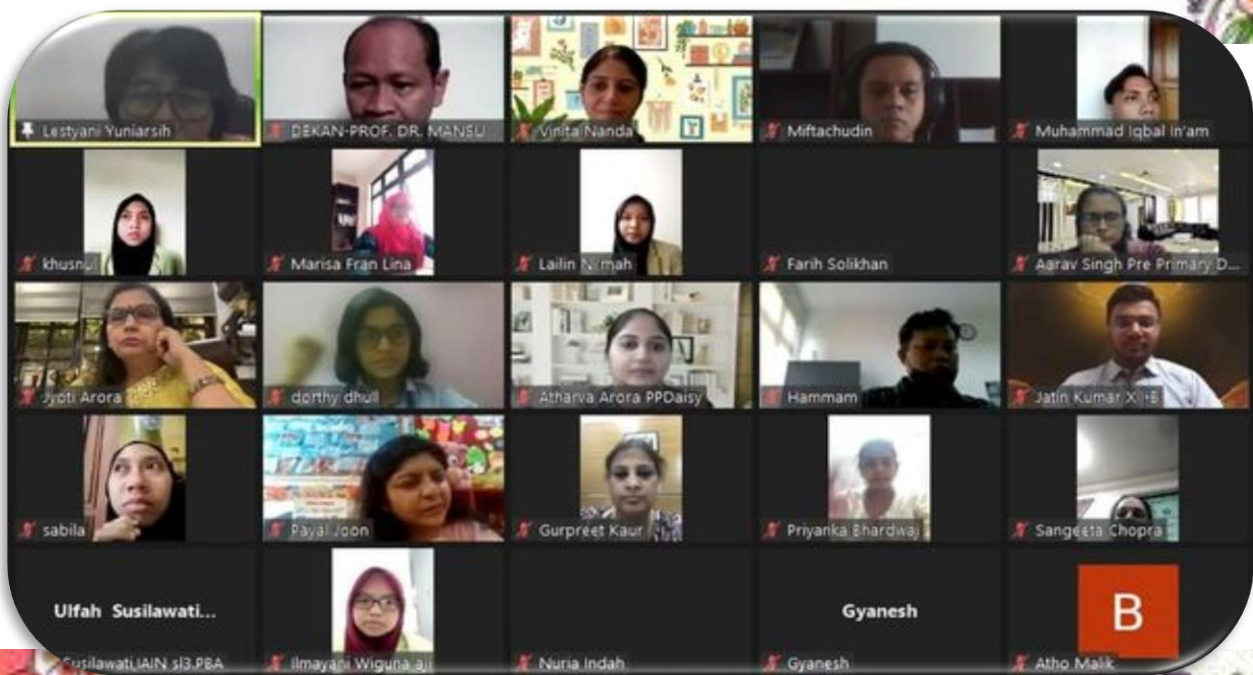 Lestyani Yuniarsih
DEKAN-PROF. DR. MANSU...
Vinita Nanda
Miftachudin
Muhammad Iqbal In'am
khusnul
Marisa Fran Lina
Lailin Ni'mah
Farih Solikhan
Aarav Singh Pre Primary D...
Jyoti Arora
dorthy dhull
Atharva Arora PPDaisy
Hammam
Jatin Kumar X
sabila
Payal Joon
Gurpreet Kaur
Priyanka Bhardwaj
Sangeeta Chopra
Ulfah Susilawati...
Susilawati,IAIN sl3.PBA
Ilmayani Wiguna aji
Nuria Indah
Gyanesh
Gyanesh
B
Atho Malik